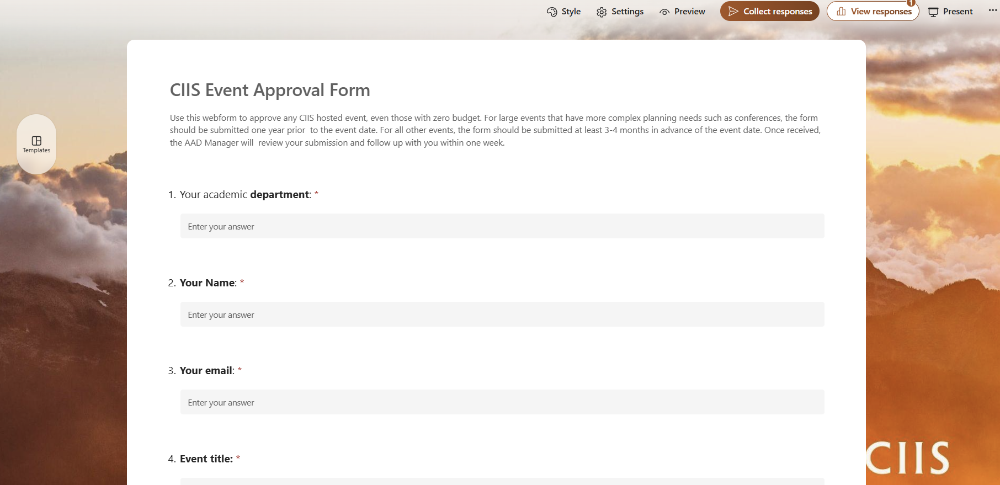 Style Settings Preview Collect responses View responses 1 Present
CIIS Event Approval Form
Use this webform to approve any CIIS hosted event, even those with zero budget. For large events that have more complex planning needs such as conferences, the form
should be submitted one year prior  to the event date. For all other events, the form should be submitted at least 3-4 months in advance of the event date. Once received,
the AAD Manager will  review your submission and follow up with you within one week.
Templates
1. Your academic department: *
Enter your answer
2. Your Name: *
Enter your answer
3. Your email: *
Enter your answer
4. Event title: *
CIIS